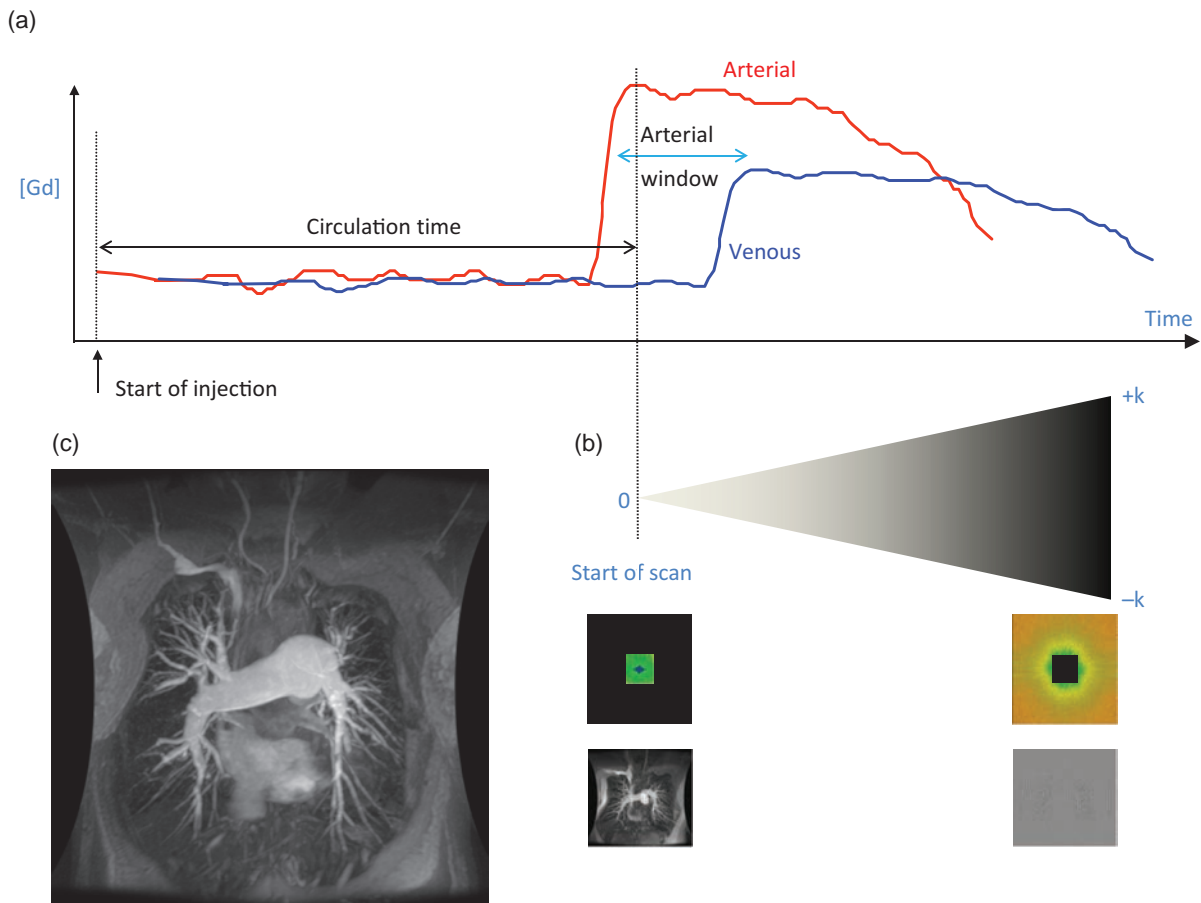 (a)
Arterial
Arterial
window
[Gd]
Circulation time
Venous
Time
Start of injection
+k
(c)
(b)
0
Start of scan
–k